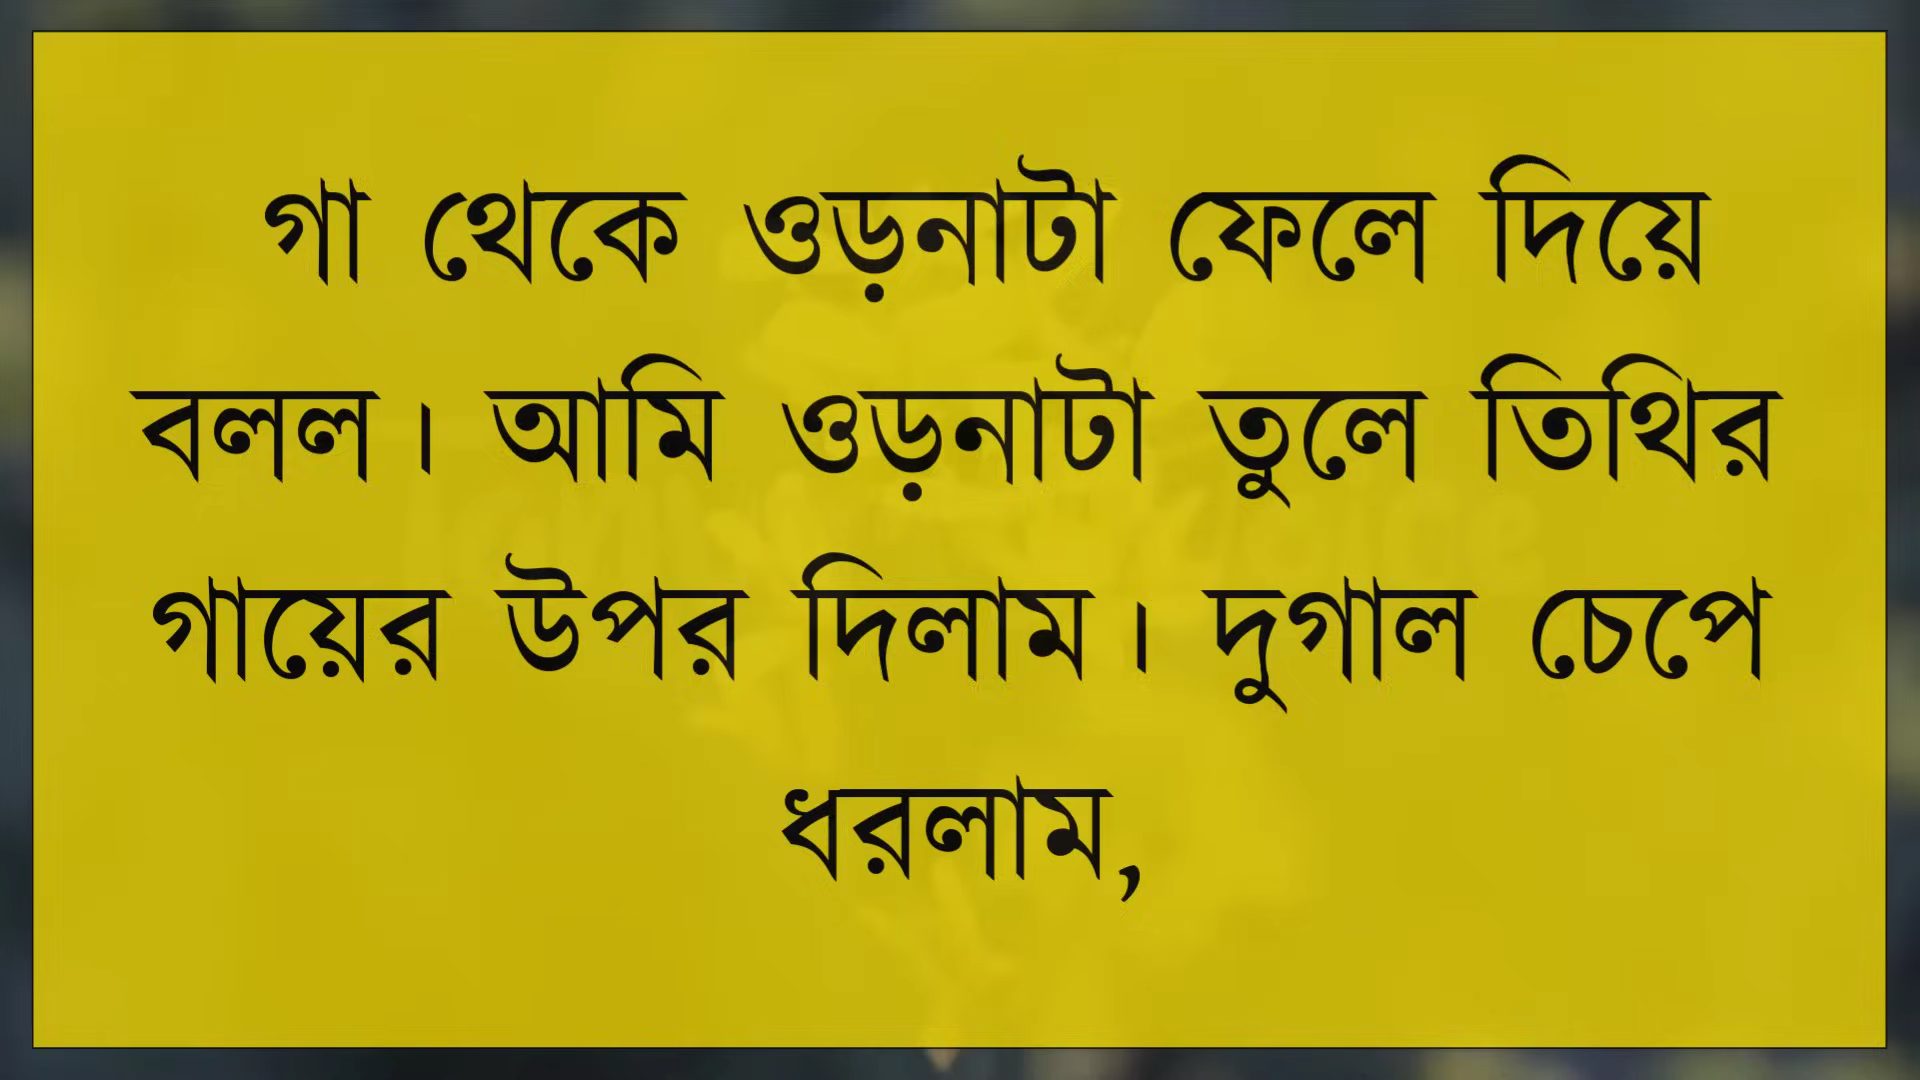 গা থেকে ওড়নাটা ফেলে দিয়ে
বলল। আমি ওড়নাটা তুলে তিথির
গায়ের উপর দিলাম। দুগাল চেপে
ধরলাম,